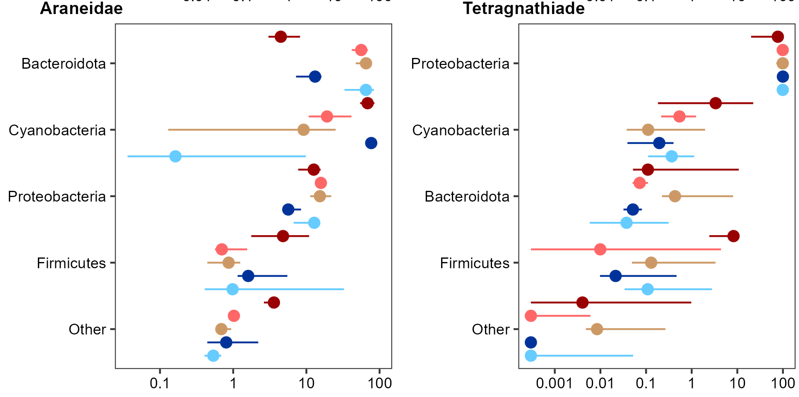 Araneidae
Bacteroidota
Cyanobacteria
Proteobacteria
Firmicutes
Other
0.1 1 10 100
Tetragnathiade
Proteobacteria
Cyanobacteria
Bacteroidota
Firmicutes
Other
0.001 0.01 0.1 1 10 100